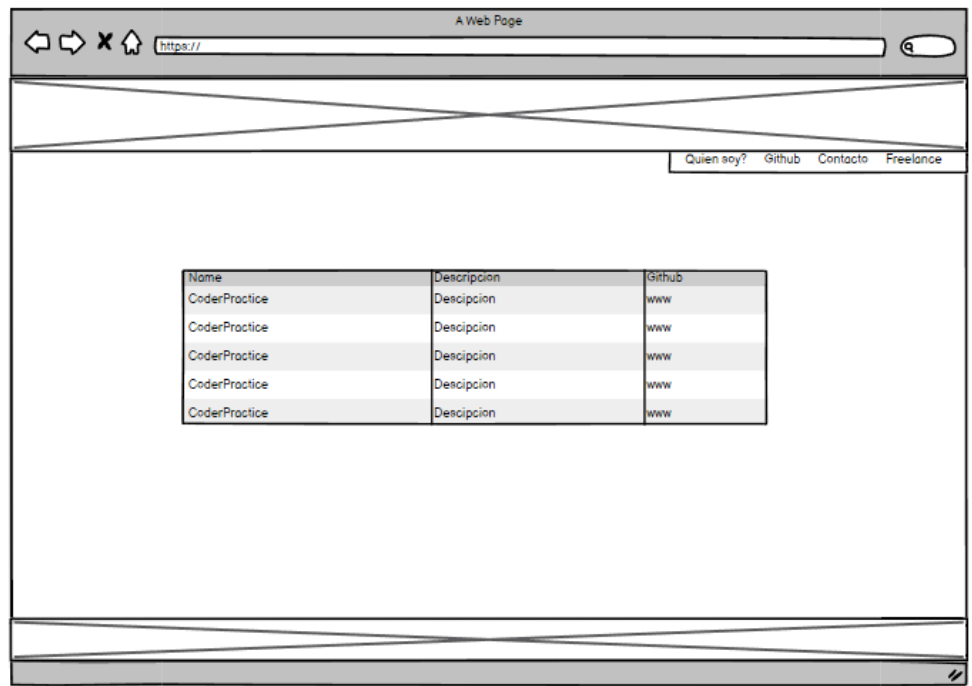 A Web Page
https://
Quien soy? Github Contacto Freelance
Name Descripcion Github
CoderPractice Descipcion www
CoderPractice Descipcion www
CoderPractice Descipcion www
CoderPractice Descipcion www
CoderPractice Descipcion www